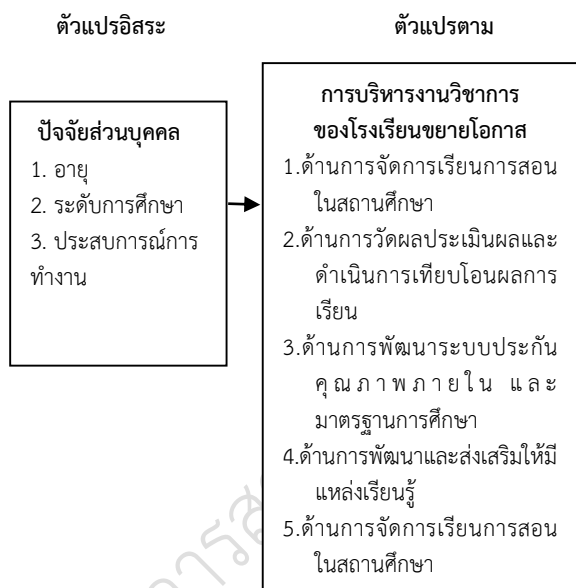 ตัวแปรอิสระ
ตัวแปรตาม
ปัจจัยส่วนบุคคล
1. อายุ
2. ระดับการศึกษา
3. ประสบการณ์การ
ทำงาน
การบริหารงานวิชาการ
ของโรงเรียนขยายโอกาส
1.ด้านการจัดการเรียนการสอน
ในสถานศึกษา
2.ด้านการวัดผลประเมินผลและ
ดำเนินการเทียบโอนผลการ
เรียน
3.ด้านการพัฒนาระบบประกัน
คุณภาพภายใน และ
มาตรฐานการศึกษา
4.ด้านการพัฒนาและส่งเสริมให้มี
แหล่งเรียนรู้
5.ด้านการจัดการเรียนการสอน
ในสถานศึกษา